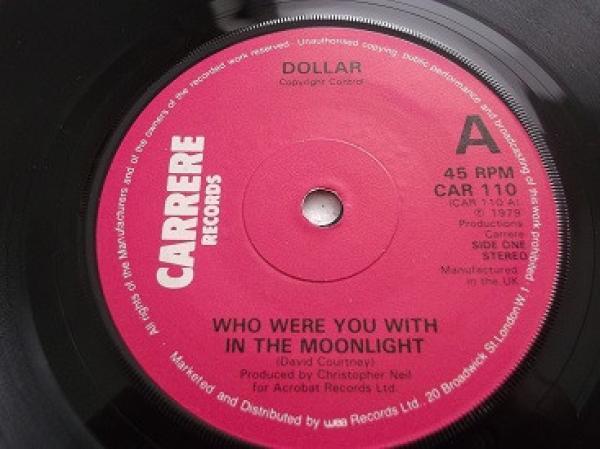 DOLLAR
Copyright Control
A
45 RPM
CAR 110
(CAR 110 A)
℗ 1979
Productions
Carrere
SIDE ONE
STEREO
Manufactured
in the UK
CARRERE
RECORDS
WHO WERE YOU WITH
IN THE MOONLIGHT
(David Courtney)
Produced by Christopher Neil
for Acrobat Records Ltd.
All rights of the Manufacturers and of the owners of the recorded work reserved. Unauthorised copying, public performance and broadcasting of this work prohibited
Marketed and Distributed by wea Records Ltd., 20 Broadwick St. London W 1